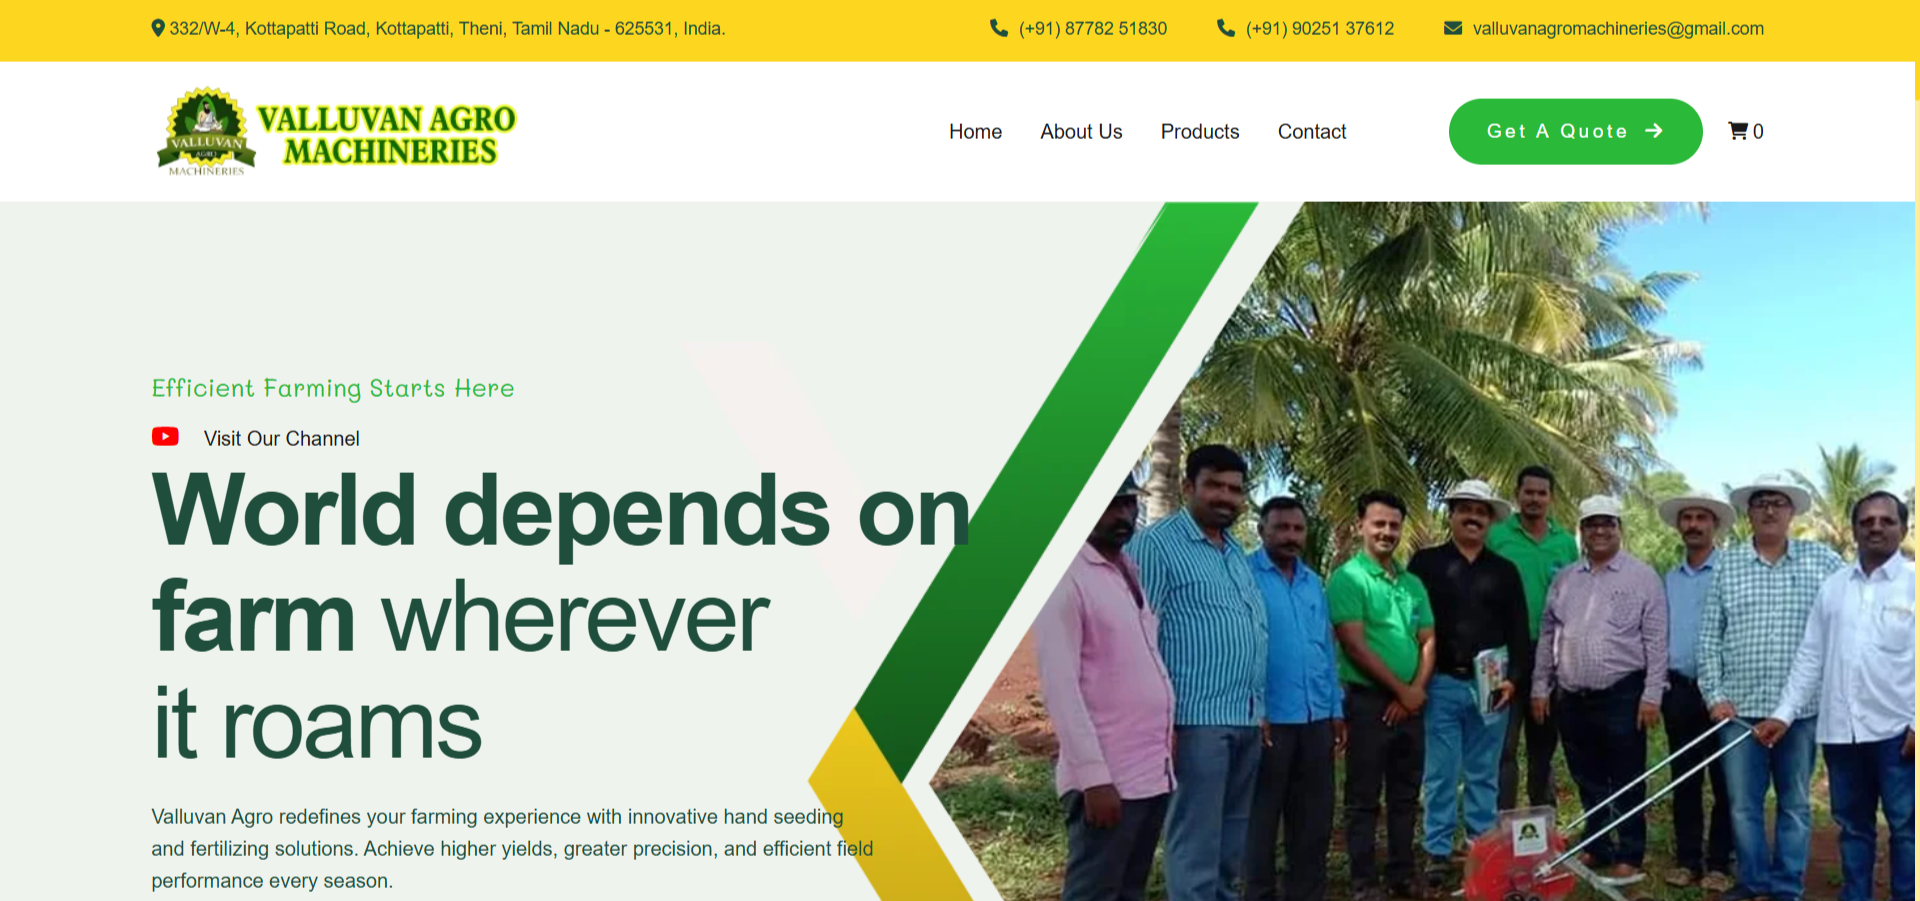 332/W-4, Kottapatti Road, Kottapatti, Theni, Tamil Nadu - 625531, India.
(+91) 87782 51830
(+91) 90251 37612
valluvanagromachineries@gmail.com
VALLUVAN
AGRO
MACHINERIES
VALLUVAN AGRO
MACHINERIES
Home
About Us
Products
Contact
Get A Quote
0
Efficient Farming Starts Here
Visit Our Channel
World depends on
farm wherever
it roams
Valluvan Agro redefines your farming experience with innovative hand seeding
and fertilizing solutions. Achieve higher yields, greater precision, and efficient field
performance every season.